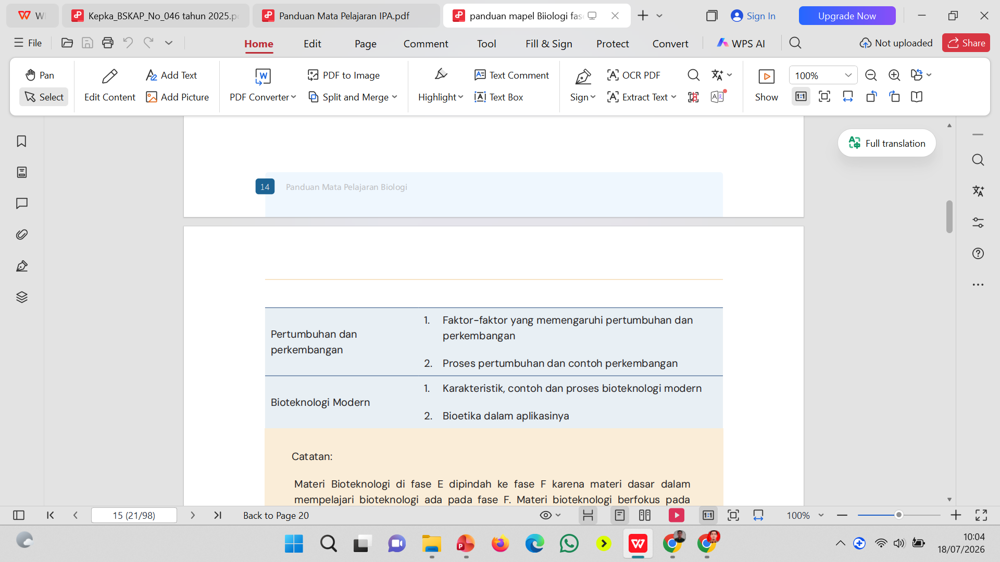 W
Kepka_BSKAP_No_046 tahun 2025.p
Panduan Mata Pelajaran IPA.pdf
panduan mapel Biiologi fas
Sign In
Upgrade Now
File
Home
Edit
Page
Comment
Tool
Fill & Sign
Protect
Convert
WPS AI
Not uploaded
Share
Pan
Select
Edit Content
Add Text
Add Picture
PDF Converter
PDF to Image
Split and Merge
Highlight
Text Comment
Text Box
Sign
OCR PDF
Extract Text
Show
100%
Full translation
14 Panduan Mata Pelajaran Biologi
Pertumbuhan dan
perkembangan
1. Faktor-faktor yang memengaruhi pertumbuhan dan
perkembangan
2. Proses pertumbuhan dan contoh perkembangan
Bioteknologi Modern
1. Karakteristik, contoh dan proses bioteknologi modern
2. Bioetika dalam aplikasinya
Catatan:
Materi Bioteknologi di fase E dipindah ke fase F karena materi dasar dalam
mempelajari bioteknologi ada pada fase F. Materi bioteknologi berfokus pada
15 (21/98)
Back to Page 20
100%
10:04
18/07/2026